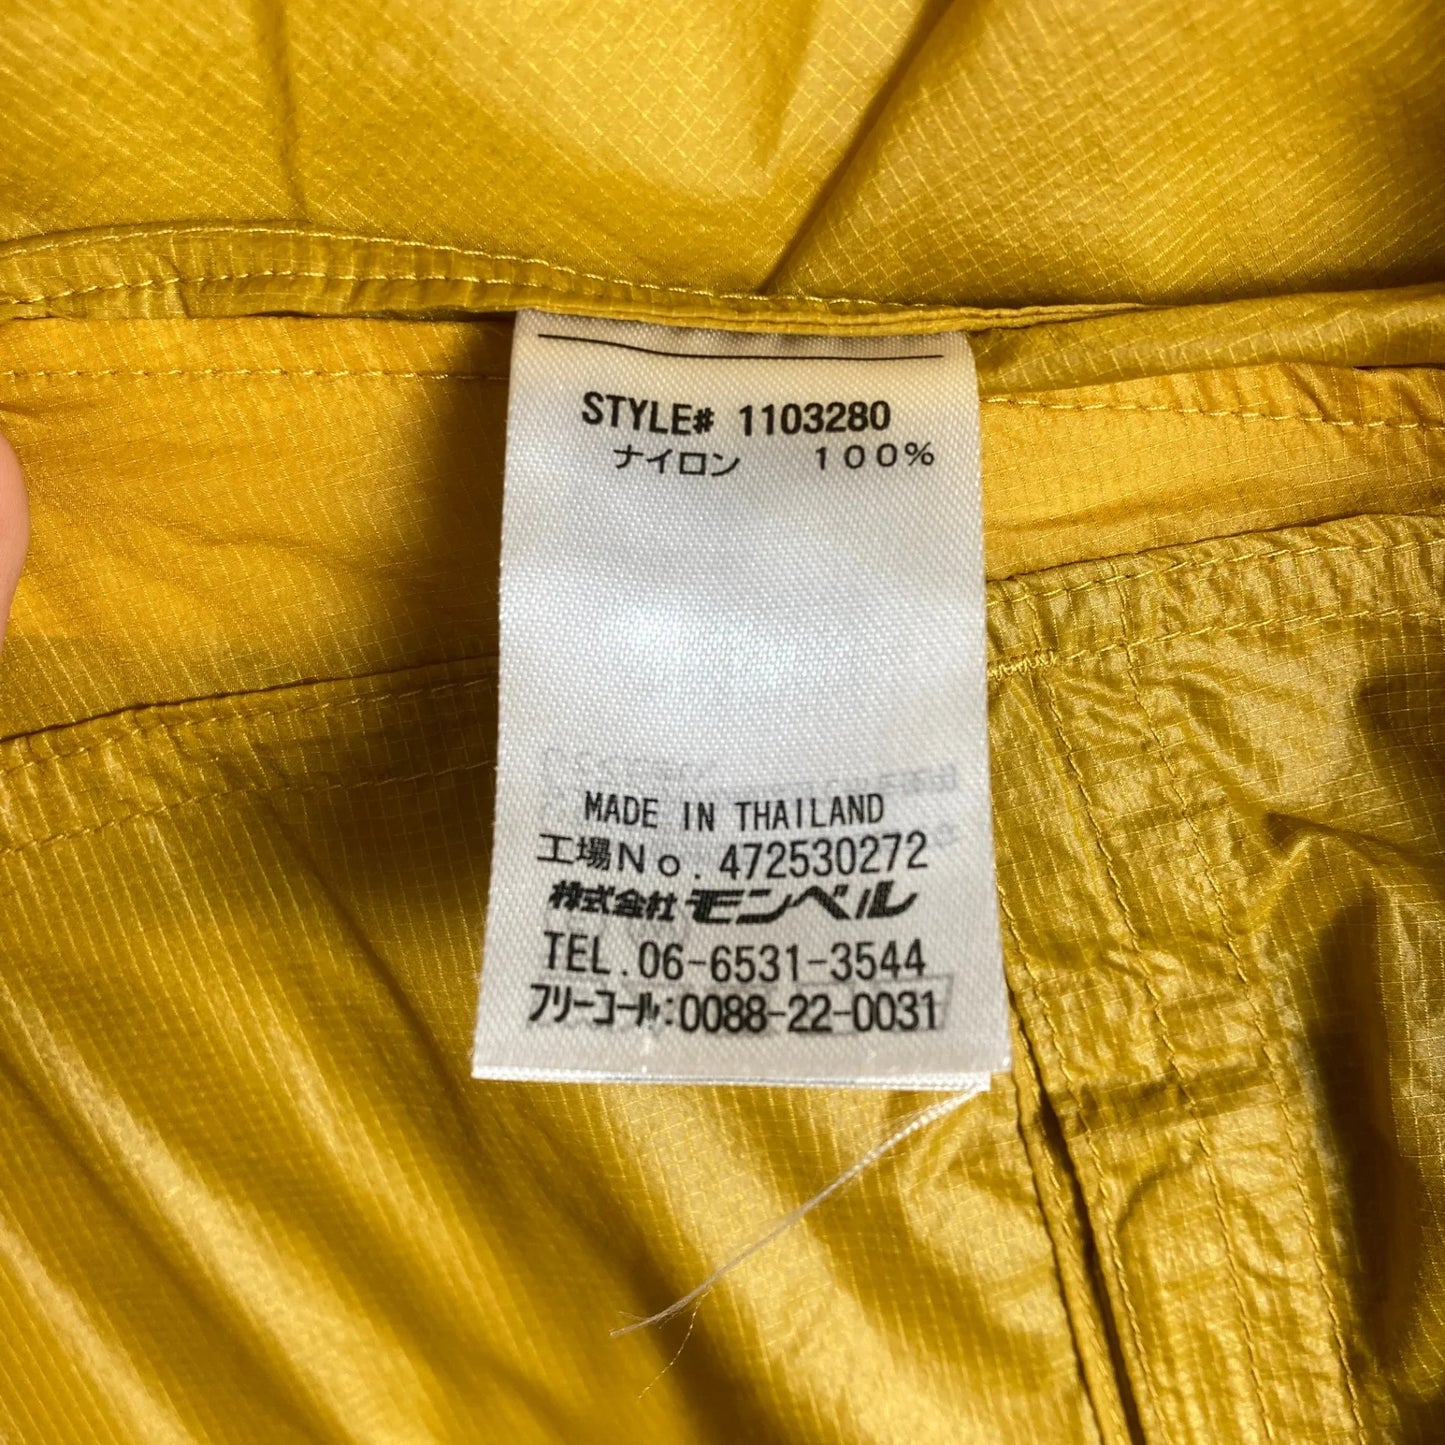 STYLE# 1103280
ナイロン 100%
MADE IN THAILAND
工場No. 472530272
株式会社モンベル
TEL.06-6531-3544
フリーコール:0088-22-0031